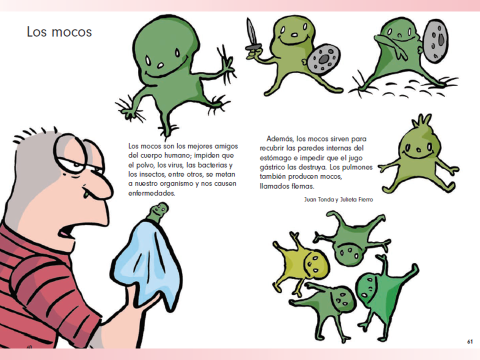 Los mocos
Los mocos son los mejores amigos
del cuerpo humano; impiden que
el polvo, los virus, las bacterias y
los insectos, entre otros, se metan
a nuestro organismo y nos causen
enfermedades.
Además, los mocos sirven para
recubrir las paredes internas del
estómago e impedir que el jugo
gástrico las destruya. Los pulmones
también producen mocos,
llamados flemas.
Juan Tonda y Julieta Fierro
61